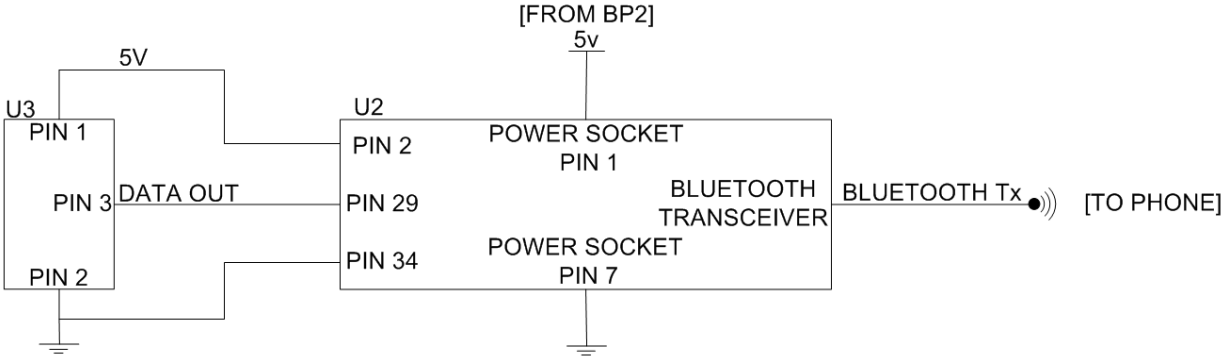 [FROM BP2]
5v
5V
U3
U2
PIN 1
POWER SOCKET
PIN 1
PIN 2
PIN 3
DATA OUT
PIN 29
BLUETOOTH
TRANSCEIVER
BLUETOOTH Tx
[TO PHONE]
POWER SOCKET
PIN 7
PIN 34
PIN 2